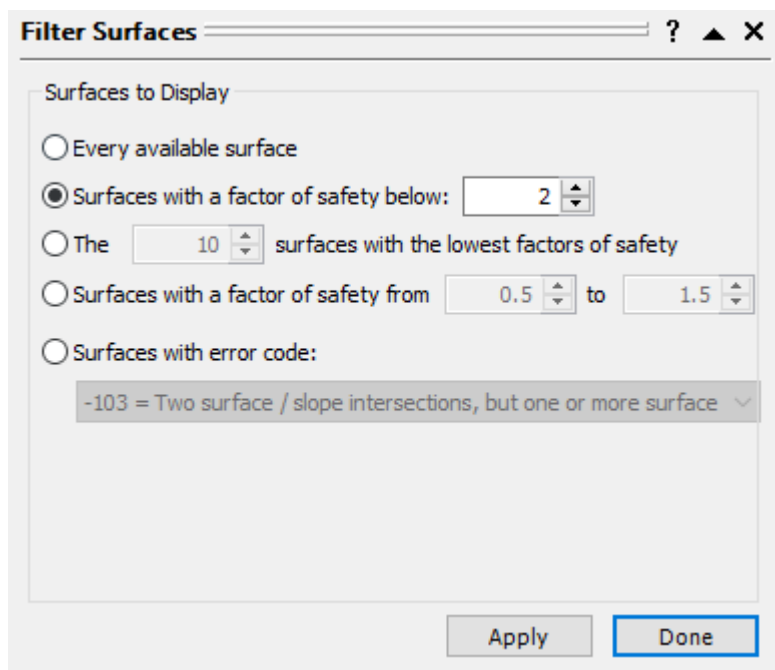 Filter Surfaces ? ▲ X
Surfaces to Display
Every available surface
Surfaces with a factor of safety below: 2
The 10 surfaces with the lowest factors of safety
Surfaces with a factor of safety from 0.5 to 1.5
Surfaces with error code:
-103 = Two surface / slope intersections, but one or more surface
Apply Done